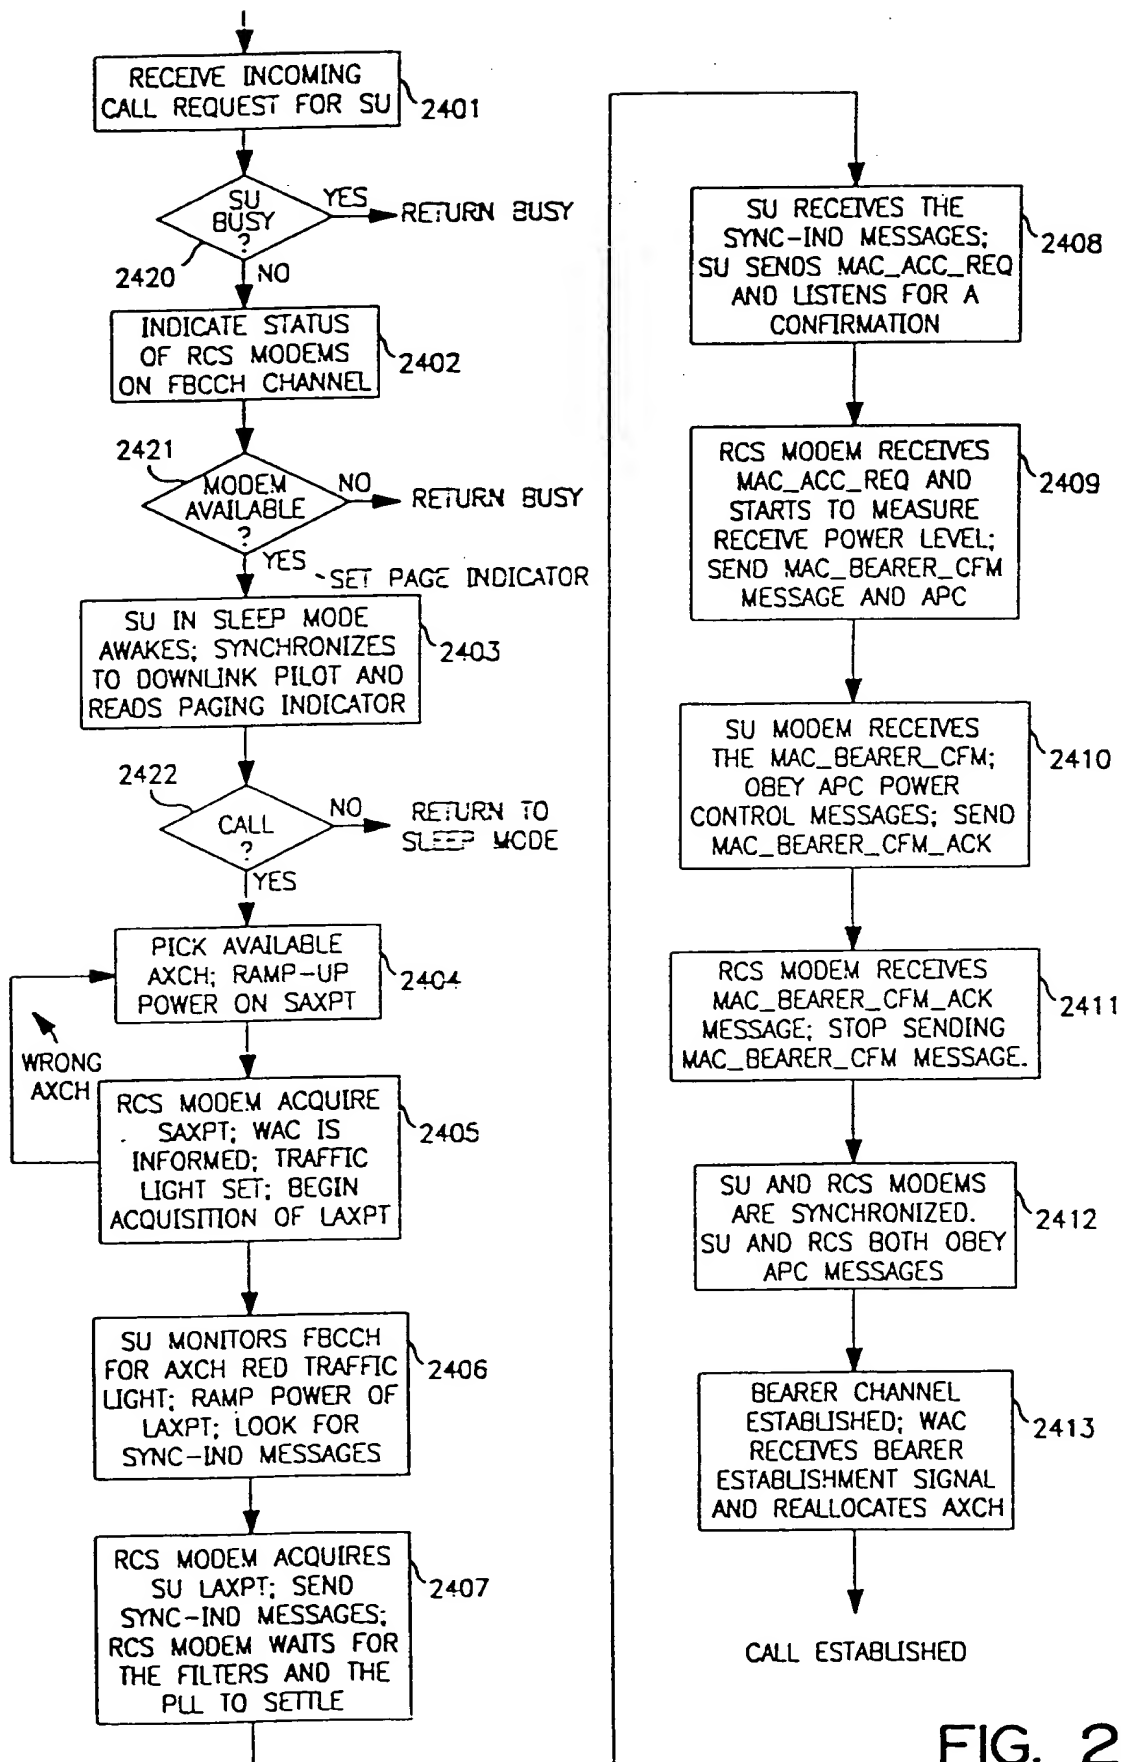 RECEIVE INCOMING
CALL REQUEST FOR SU
2401
SU
BUSY
?
2420
YES
RETURN BUSY
NO
INDICATE STATUS
OF RCS MODEMS
ON FBCCH CHANNEL
2402
2421
MODEM
AVAILABLE
?
NO
RETURN BUSY
YES
SET PAGE INDICATOR
SU IN SLEEP MODE
AWAKES; SYNCHRONIZES
TO DOWNLINK PILOT AND
READS PAGING INDICATOR
2403
2422
CALL
?
NO
RETURN TO
SLEEP MODE
YES
PICK AVAILABLE
AXCH; RAMP-UP
POWER ON SAXPT
2404
WRONG
AXCH
RCS MODEM ACQUIRE
SAXPT; WAC IS
INFORMED; TRAFFIC
LIGHT SET; BEGIN
ACQUISITION OF LAXPT
2405
SU MONITORS FBCCH
FOR AXCH RED TRAFFIC
LIGHT; RAMP POWER OF
LAXPT; LOOK FOR
SYNC-IND MESSAGES
2406
RCS MODEM ACQUIRES
SU LAXPT; SEND
SYNC-IND MESSAGES;
RCS MODEM WAITS FOR
THE FILTERS AND THE
PLL TO SETTLE
2407
SU RECEIVES THE
SYNC-IND MESSAGES;
SU SENDS MAC_ACC_REQ
AND LISTENS FOR A
CONFIRMATION
2408
RCS MODEM RECEIVES
MAC_ACC_REQ AND
STARTS TO MEASURE
RECEIVE POWER LEVEL;
SEND MAC_BEARER_CFM
MESSAGE AND APC
2409
SU MODEM RECEIVES
THE MAC_BEARER_CFM;
OBEY APC POWER
CONTROL MESSAGES; SEND
MAC_BEARER_CFM_ACK
2410
RCS MODEM RECEIVES
MAC_BEARER_CFM_ACK
MESSAGE; STOP SENDING
MAC_BEARER_CFM MESSAGE.
2411
SU AND RCS MODEMS
ARE SYNCHRONIZED.
SU AND RCS BOTH OBEY
APC MESSAGES
2412
BEARER CHANNEL
ESTABLISHED; WAC
RECEIVES BEARER
ESTABLISHMENT SIGNAL
AND REALLOCATES AXCH
2413
CALL ESTABLISHED
FIG. 2